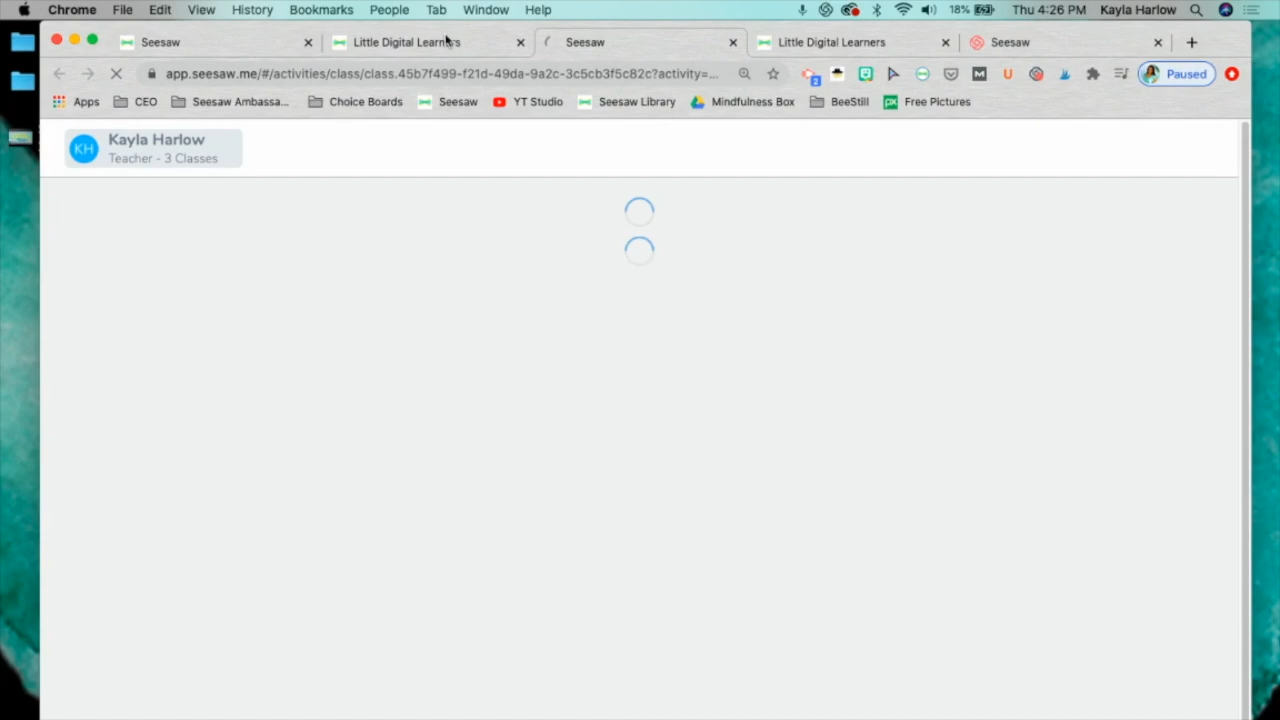 Chrome File Edit View History Bookmarks People Tab Window Help 18% Thu 4:26 PM Kayla Harlow
Seesaw Little Digital Learners Seesaw Little Digital Learners Seesaw
app.seesaw.me/#/activities/class/class.45b7f499-f21d-49da-9a2c-3c5cb3f5c82c?activity=... 2 M U Paused
Apps CEO Seesaw Ambassa... Choice Boards Seesaw YT Studio Seesaw Library Mindfulness Box BeeStill px Free Pictures
KH Kayla Harlow
Teacher - 3 Classes